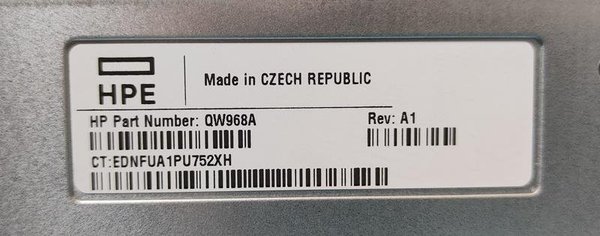 HPE
Made in CZECH REPUBLIC
HP Part Number: QW968A
Rev: A1
CT:EDNFUA1PU752XH